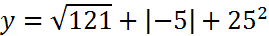 y = √121 + |−5| + 25²